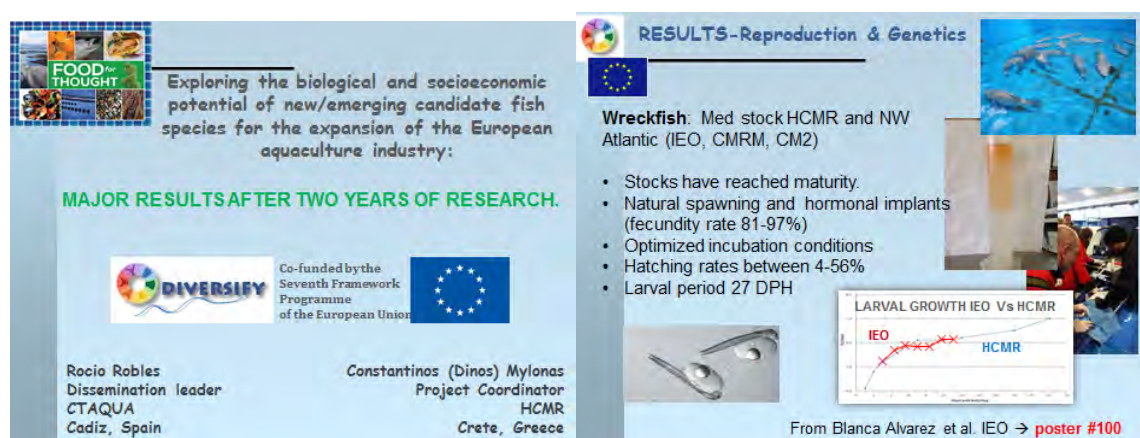 FOOD for
THOUGHT
Exploring the biological and socioeconomic
potential of new/emerging candidate fish
species for the expansion of the European
aquaculture industry:
MAJOR RESULTS AFTER TWO YEARS OF RESEARCH.
DIVERSIFY
Co-funded by the
Seventh Framework
Programme
of the European Union
Rocio Robles
Dissemination leader
CTAQUA
Cadiz, Spain
Constantinos (Dinos) Mylonas
Project Coordinator
HCMR
Crete, Greece
RESULTS-Reproduction & Genetics
Wreckfish: Med stock HCMR and NW
Atlantic (IEO, CMRM, CM2)
• Stocks have reached maturity.
• Natural spawning and hormonal implants
(fecundity rate 81-97%)
• Optimized incubation conditions
• Hatching rates between 4-56%
• Larval period 27 DPH
LARVAL GROWTH IEO Vs HCMR
IEO
HCMR
From Blanca Alvarez et al. IEO → poster #100